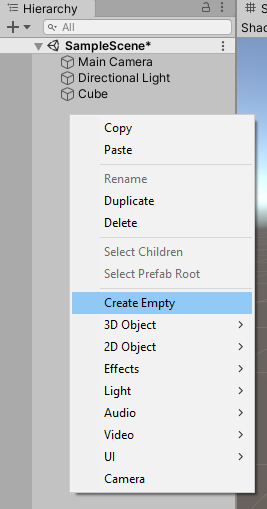 Hierarchy
S
All
Shad
SampleScene*
Main Camera
Directional Light
Cube
Copy
Paste
Rename
Duplicate
Delete
Select Children
Select Prefab Root
Create Empty
3D Object
2D Object
Effects
Light
Audio
Video
UI
Camera